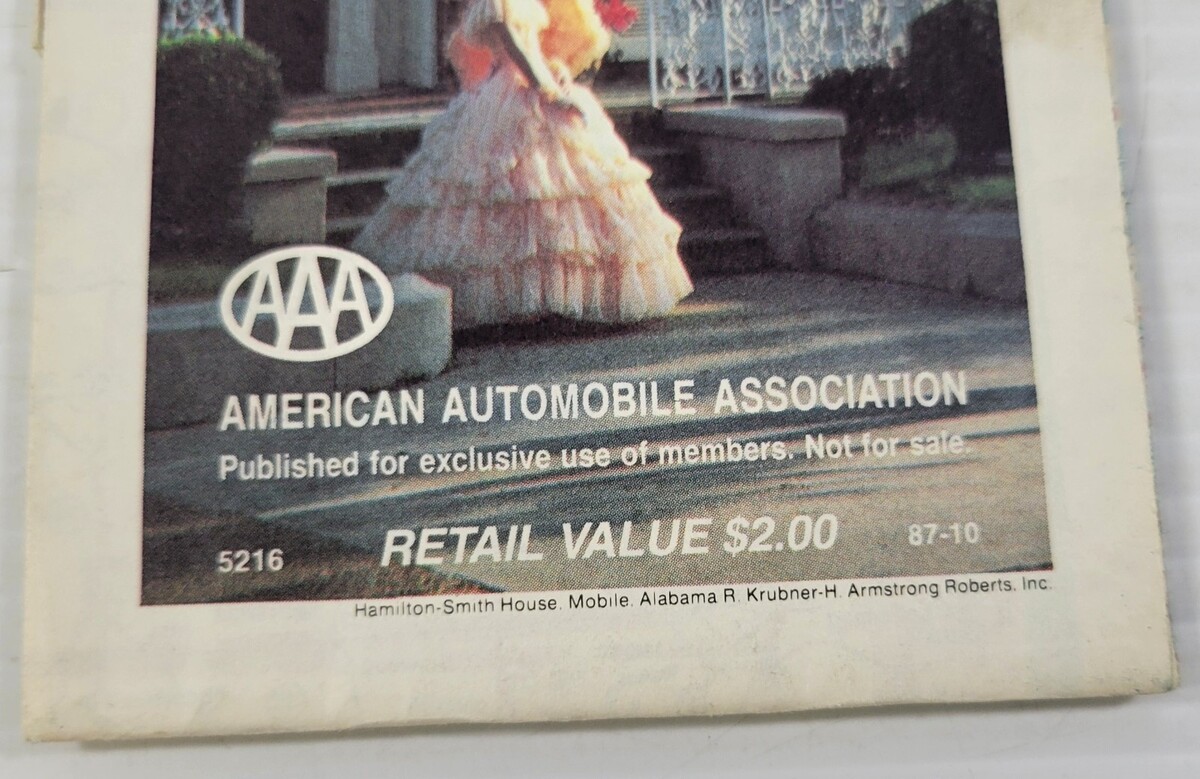 AAA
AMERICAN AUTOMOBILE ASSOCIATION
Published for exclusive use of members. Not for sale.
5216 RETAIL VALUE $2.00 87-10
Hamilton-Smith House. Mobile. Alabama R. Krubner-H. Armstrong Roberts. Inc.